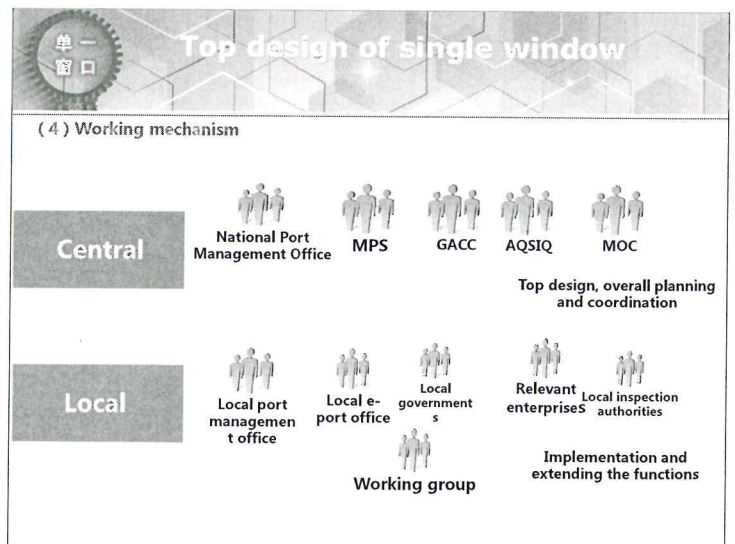 单一
窗口
Top design of single window
(4) Working mechanism
Central
National Port
Management Office
MPS
GACC
AQSIQ
MOC
Top design, overall planning
and coordination
Local
Local port
managemen
t office
Local e-
port office
Local
government
s
Relevant
enterprises
Local inspection
authorities
Working group
Implementation and
extending the functions